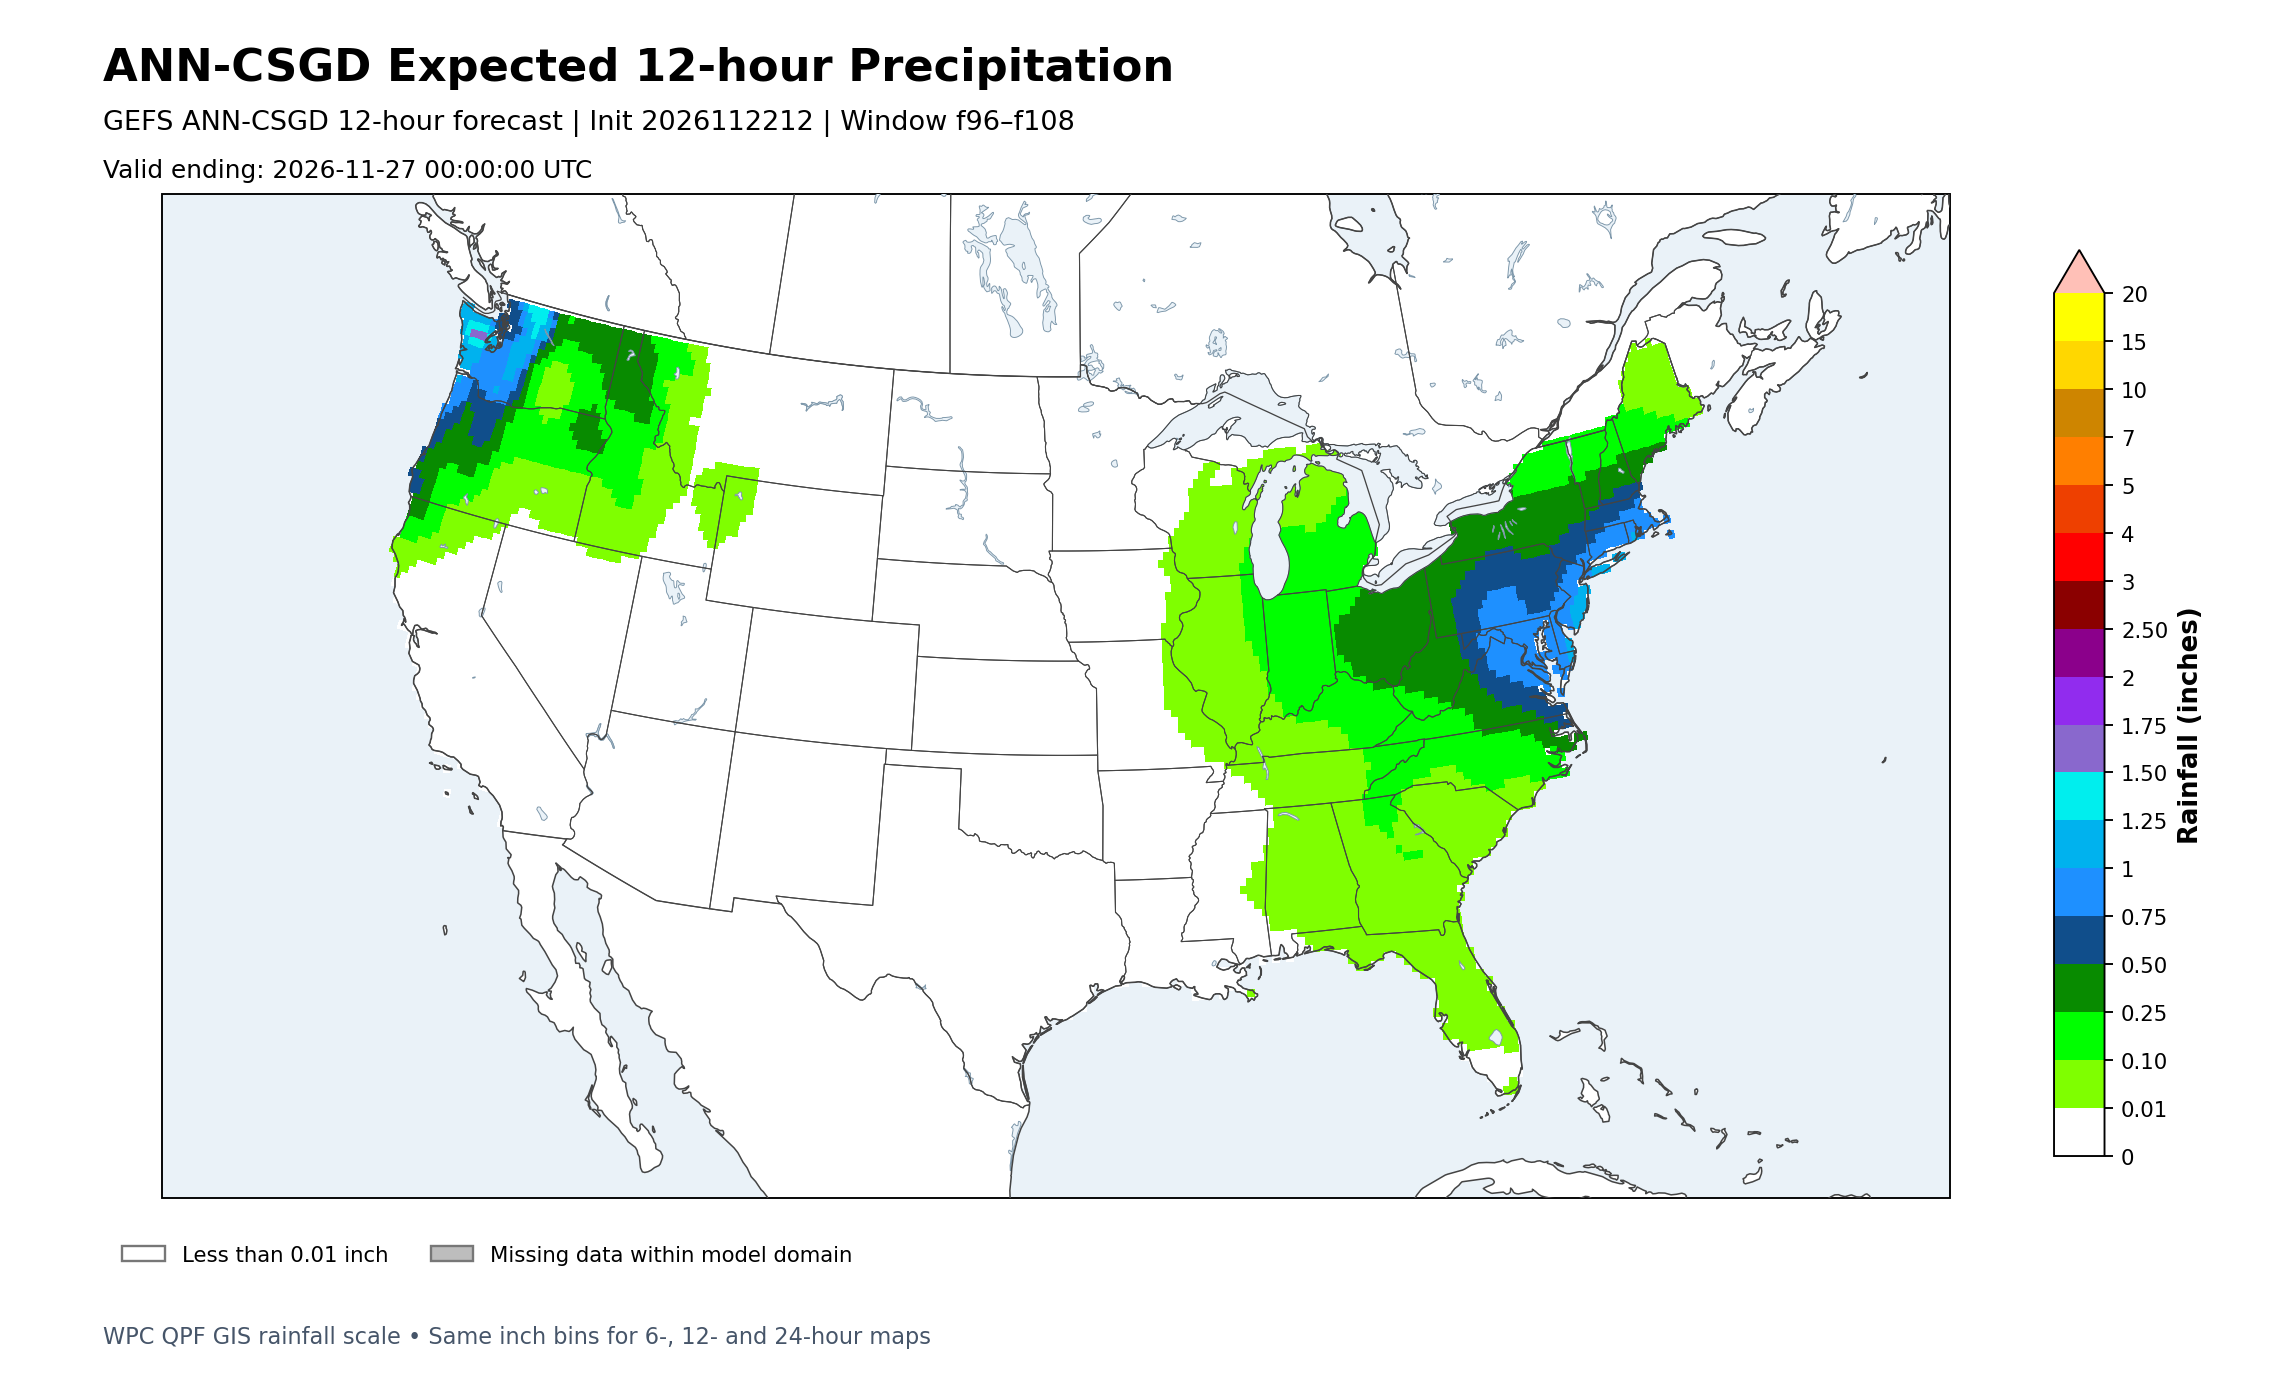 ANN-CSGD Expected 12-hour Precipitation
GEFS ANN-CSGD 12-hour forecast | Init 2026112212 | Window f96–f108
Valid ending: 2026-11-27 00:00:00 UTC
20
15
10
7
5
4
3
2.50
2
1.75
1.50
1.25
1
0.75
0.50
0.25
0.10
0.01
0
Rainfall (inches)
Less than 0.01 inch
Missing data within model domain
WPC QPF GIS rainfall scale • Same inch bins for 6-, 12- and 24-hour maps